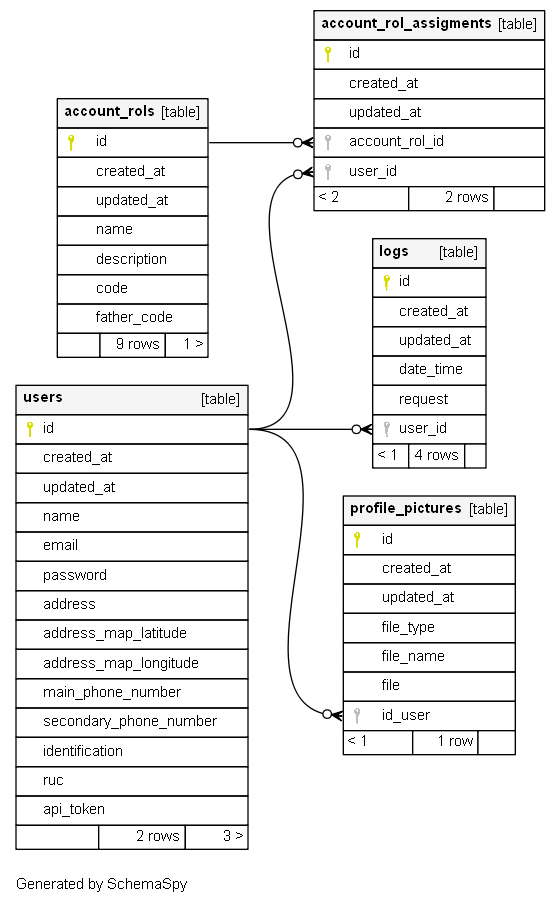 account_rol_assigments [table]
id
created_at
updated_at
account_rol_id
user_id
< 2 2 rows
account_rols [table]
id
created_at
updated_at
name
description
code
father_code
9 rows 1 >
logs [table]
id
created_at
updated_at
date_time
request
user_id
< 1 4 rows
users [table]
id
created_at
updated_at
name
email
password
address
address_map_latitude
address_map_longitude
main_phone_number
secondary_phone_number
identification
ruc
api_token
2 rows 3 >
profile_pictures [table]
id
created_at
updated_at
file_type
file_name
file
id_user
< 1 1 row
Generated by SchemaSpy